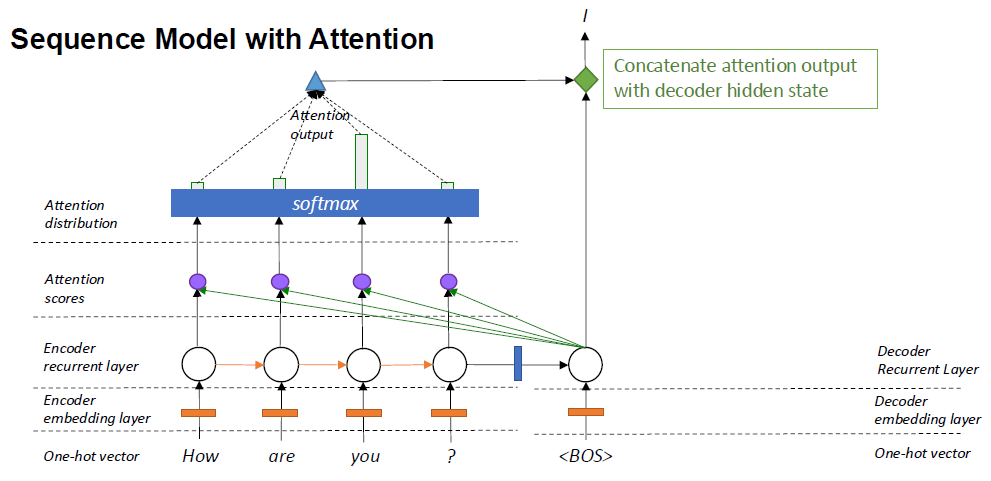 I
Sequence Model with Attention
Concatenate attention output
with decoder hidden state
Attention
output
softmax
Attention
distribution
Attention
scores
Encoder
recurrent layer
Decoder
Recurrent Layer
Encoder
embedding layer
Decoder
embedding layer
One-hot vector
How
are
you
?
<BOS>
One-hot vector